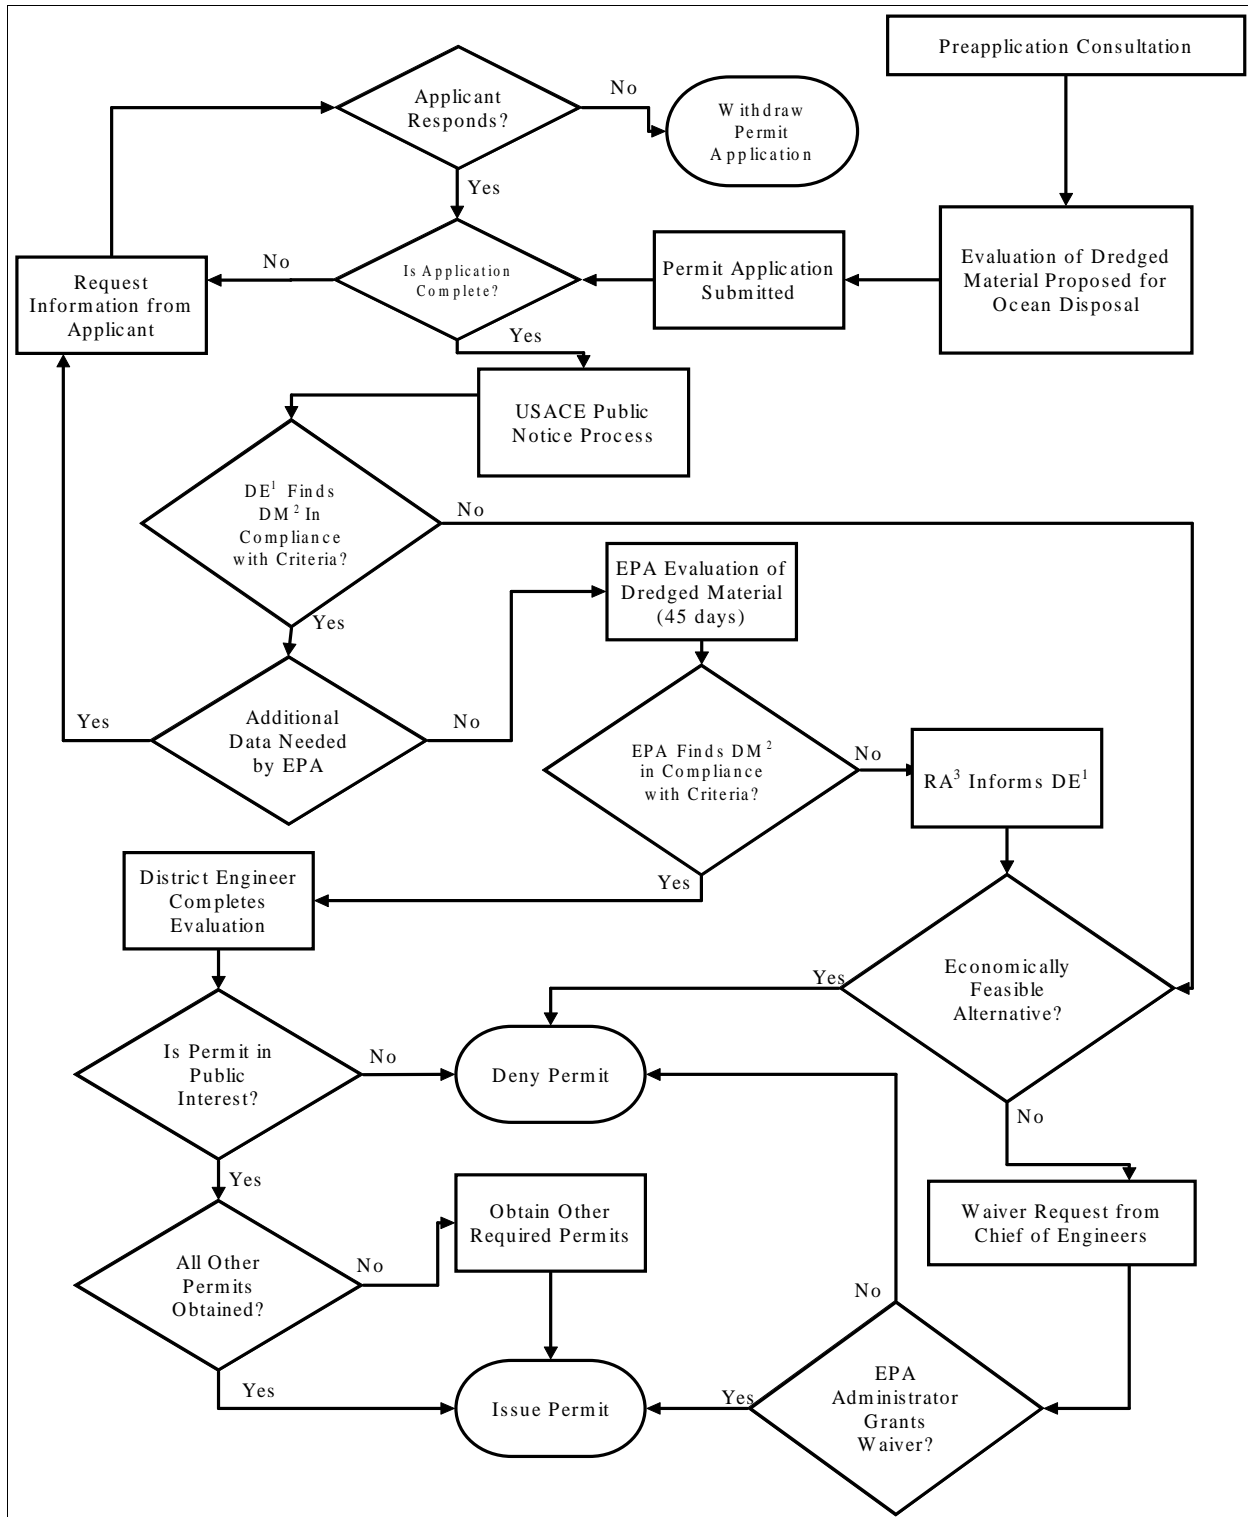 Preapplication Consultation
Applicant
Responds?
No
Withdraw
Permit
Application
Yes
Evaluation of Dredged
Material Proposed for
Ocean Disposal
Permit Application
Submitted
Is Application
Complete?
No
Request
Information from
Applicant
Yes
USACE Public
Notice Process
DE¹ Finds
DM² In
Compliance
with Criteria?
No
Yes
EPA Evaluation of
Dredged Material
(45 days)
Additional
Data Needed
by EPA
Yes
No
EPA Finds DM²
in Compliance
with Criteria?
No
RA³ Informs DE¹
Yes
District Engineer
Completes
Evaluation
Economically
Feasible
Alternative?
Yes
No
Is Permit in
Public
Interest?
No
Deny Permit
Yes
Waiver Request from
Chief of Engineers
All Other
Permits
Obtained?
No
Obtain Other
Required Permits
Yes
Issue Permit
EPA
Administrator
Grants
Waiver?
No
Yes